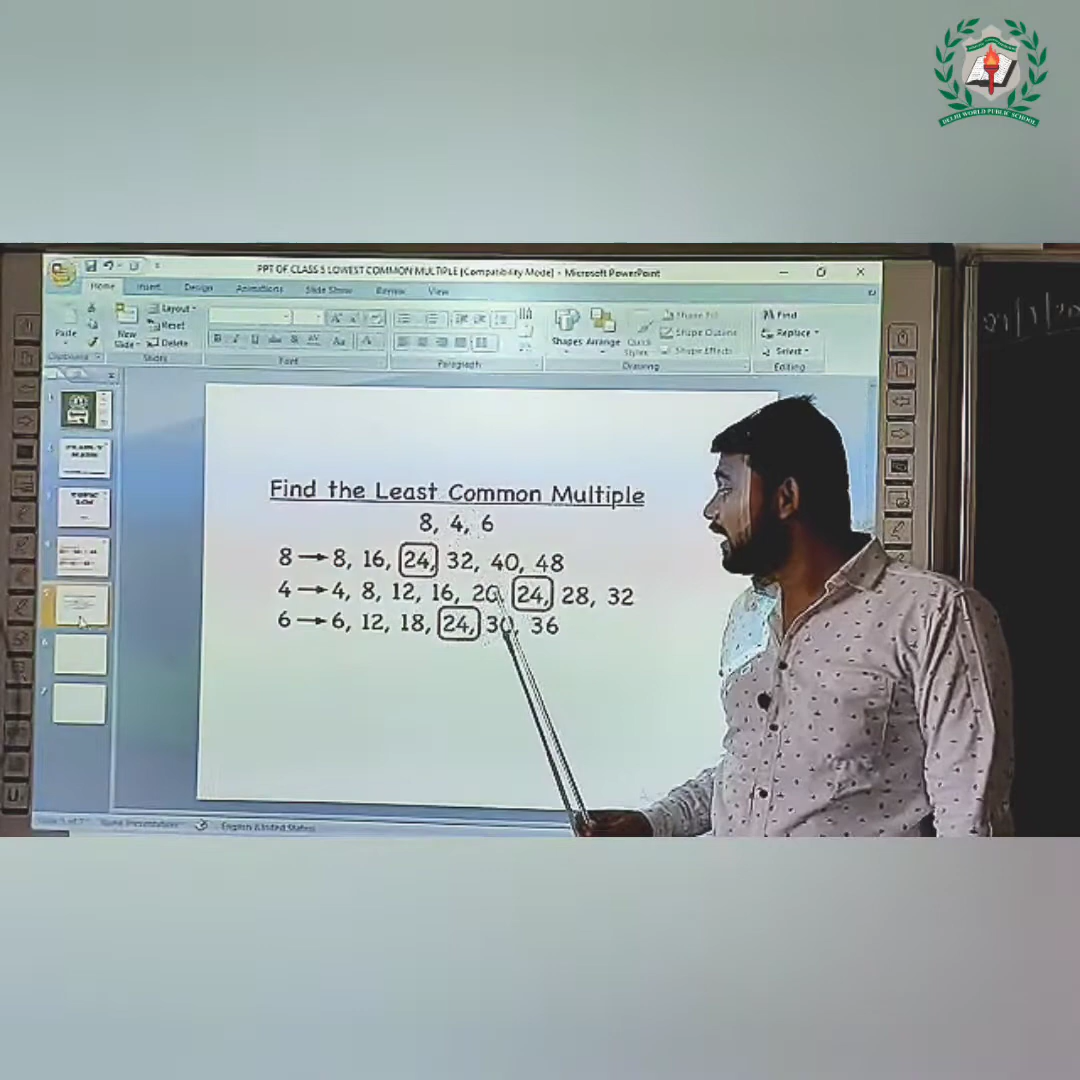 DELHI WORLD PUBLIC SCHOOL
PPT OF CLASS 5 LOWEST COMMON MULTIPLE [Compatibility Mode] - Microsoft PowerPoint
Home Insert Design Animations Slide Show Review View
Paste
New
Slide
Layout
Reset
Delete
Shapes Arrange Quick
Styles
Shape Fill
Shape Outline
Shape Effects
Find
Replace
Select
Clipboard Slides Font Paragraph Drawing Editing
Find the Least Common Multiple
8, 4, 6
8→8, 16, 24, 32, 40, 48
4→4, 8, 12, 16, 20, 24, 28, 32
6→6, 12, 18, 24, 30, 36
English (United States)